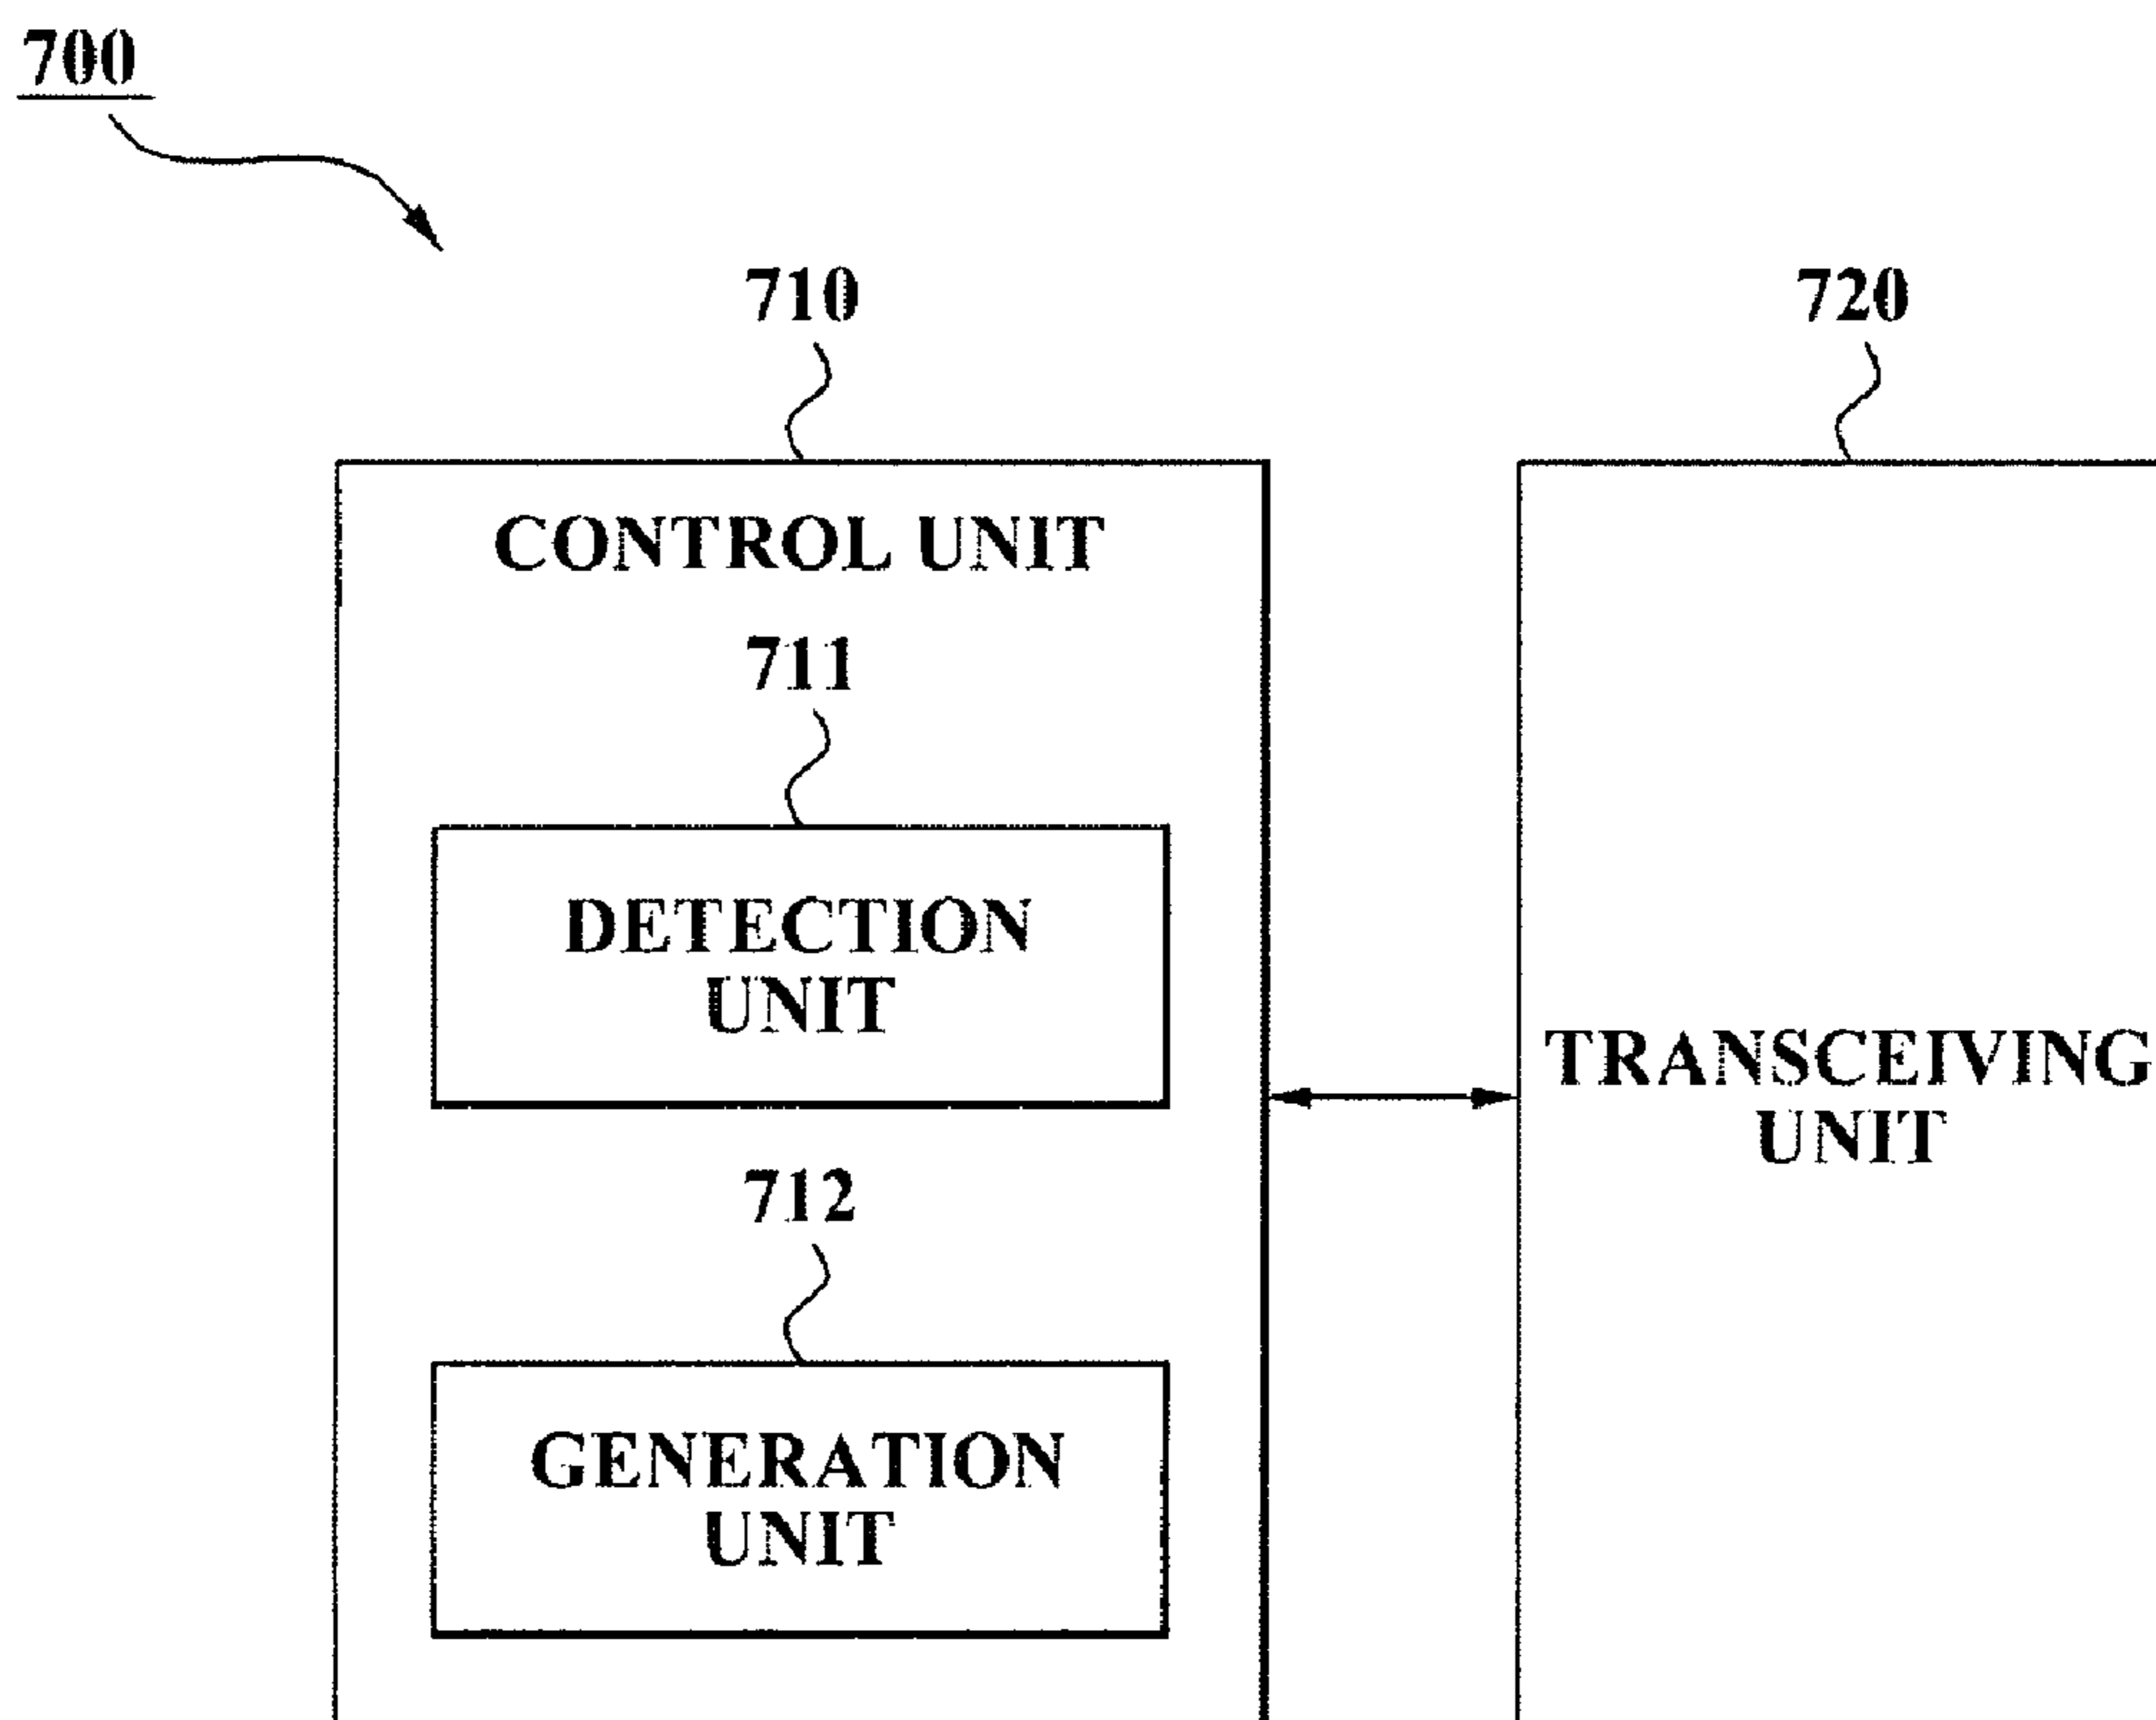 700
710
720
CONTROL UNIT
711
DETECTION
UNIT
TRANSCEIVING
UNIT
712
GENERATION
UNIT